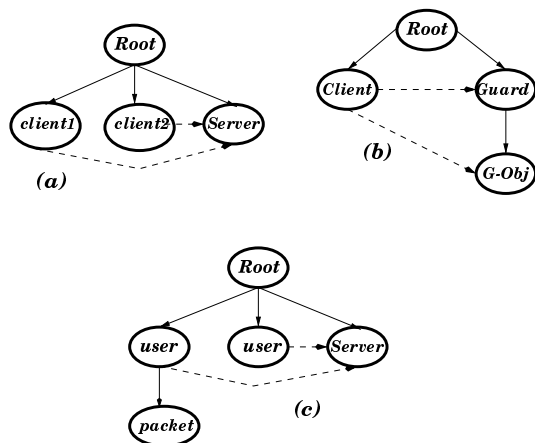 Root
client1 client2 Server
(a)
Root
Client Guard
(b)
G-Obj
Root
user user Server
packet
(c)